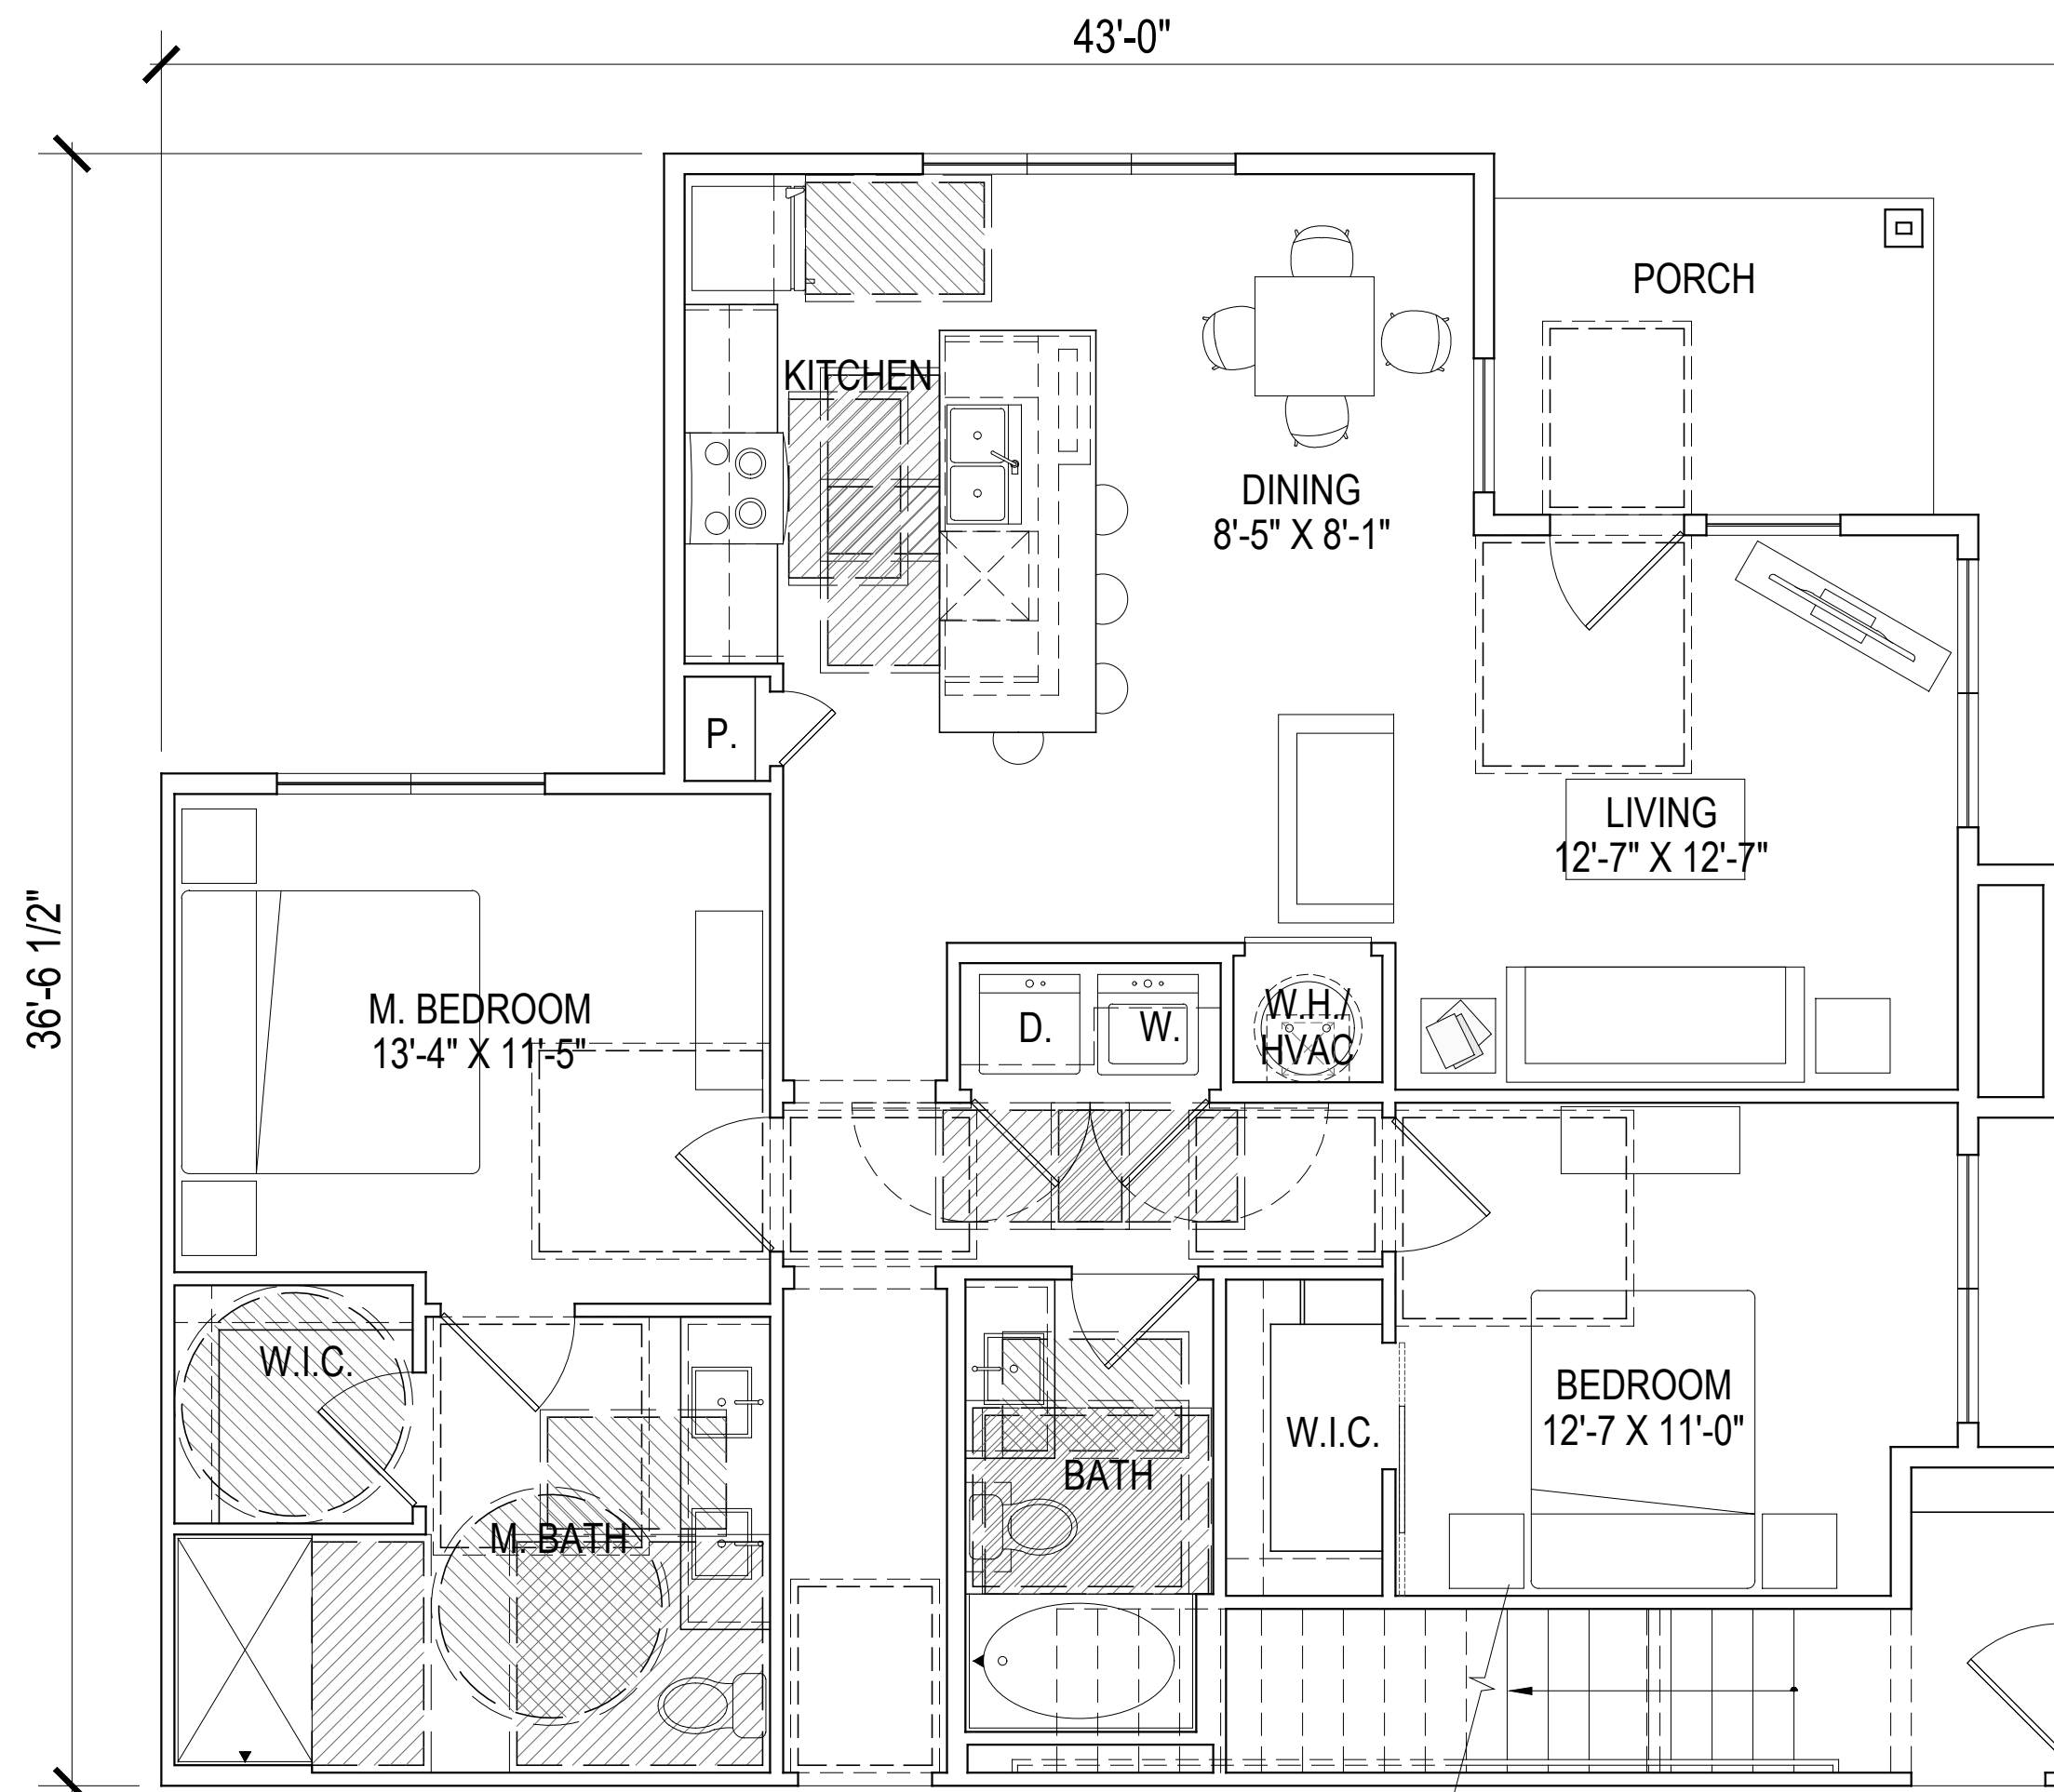 43'-0"
PORCH
KITCHEN
DINING
8'-5" X 8'-1"
P.
LIVING
12'-7" X 12'-7"
36'-6 1/2"
M. BEDROOM
13'-4" X 11'-5"
D.
W.
W.H./
HVAC
W.I.C.
BEDROOM
12'-7 X 11'-0"
W.I.C.
BATH
M. BATH